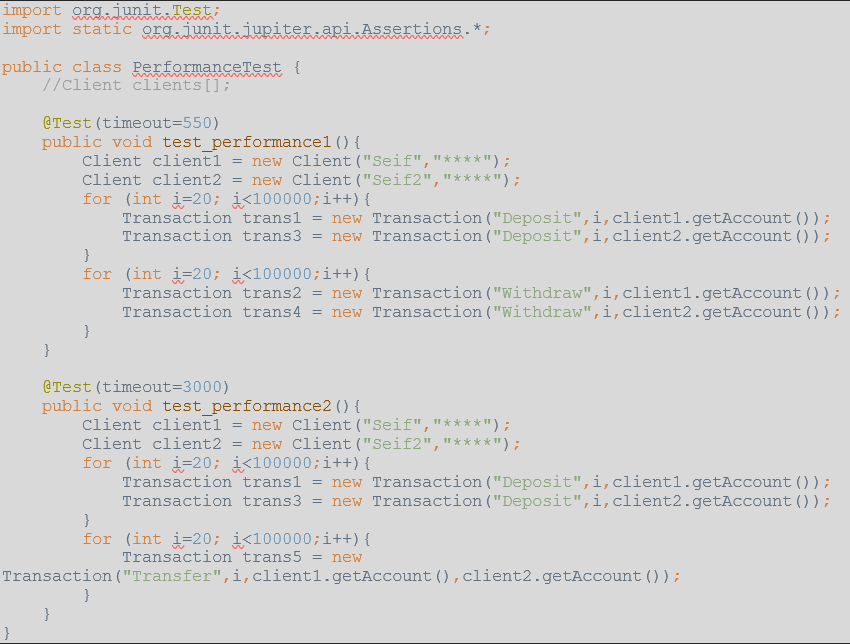 import org.junit.Test;
import static org.junit.jupiter.api.Assertions.*;

public class PerformanceTest {
    //Client clients[];

    @Test(timeout=550)
    public void test_performance1(){
        Client client1 = new Client("Seif","****");
        Client client2 = new Client("Seif2","****");
        for (int i=20; i<100000;i++){
            Transaction trans1 = new Transaction("Deposit",i,client1.getAccount());
            Transaction trans3 = new Transaction("Deposit",i,client2.getAccount());
        }
        for (int i=20; i<100000;i++){
            Transaction trans2 = new Transaction("Withdraw",i,client1.getAccount());
            Transaction trans4 = new Transaction("Withdraw",i,client2.getAccount());
        }
    }

    @Test(timeout=3000)
    public void test_performance2(){
        Client client1 = new Client("Seif","****");
        Client client2 = new Client("Seif2","****");
        for (int i=20; i<100000;i++){
            Transaction trans1 = new Transaction("Deposit",i,client1.getAccount());
            Transaction trans3 = new Transaction("Deposit",i,client2.getAccount());
        }
        for (int i=20; i<100000;i++){
            Transaction trans5 = new
Transaction("Transfer",i,client1.getAccount(),client2.getAccount());
        }
    }
}